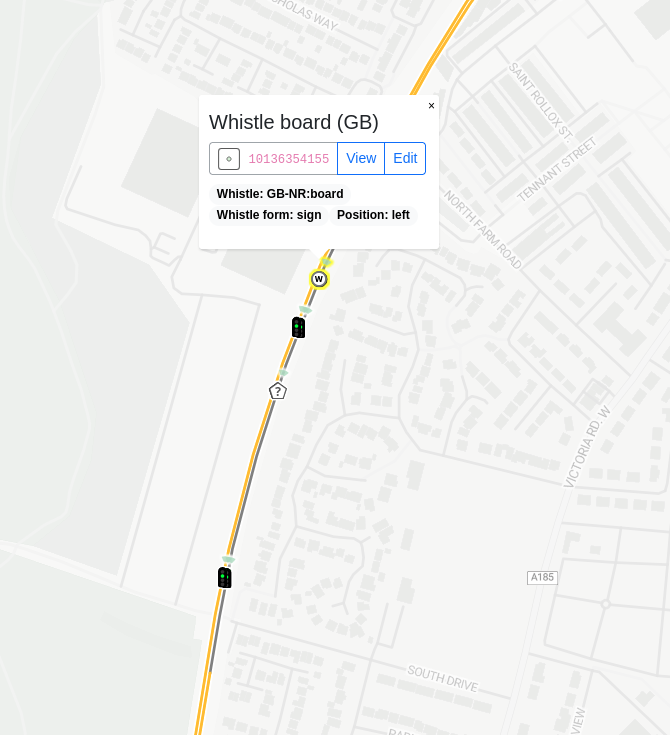 CHOLAS WAY
SAINT ROLLOX ST.
TENNANT STREET
×
Whistle board (GB)
10136354155 View Edit
Whistle: GB-NR:board
Whistle form: sign Position: left
NORTH FARM ROAD
W
?
VICTORIA RD. W
A185
SOUTH DRIVE
VIEW